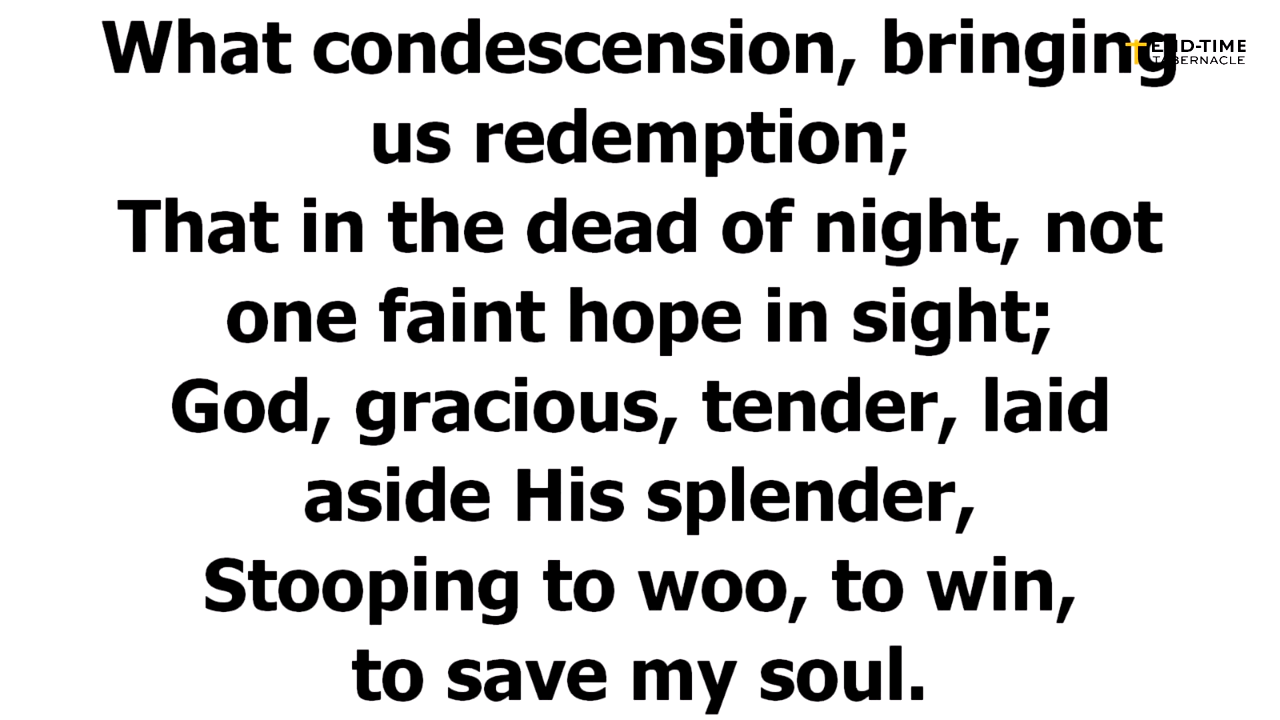 What condescension, bringing
END-TIME
TABERNACLE
us redemption;
That in the dead of night, not
one faint hope in sight;
God, gracious, tender, laid
aside His splender,
Stooping to woo, to win,
to save my soul.